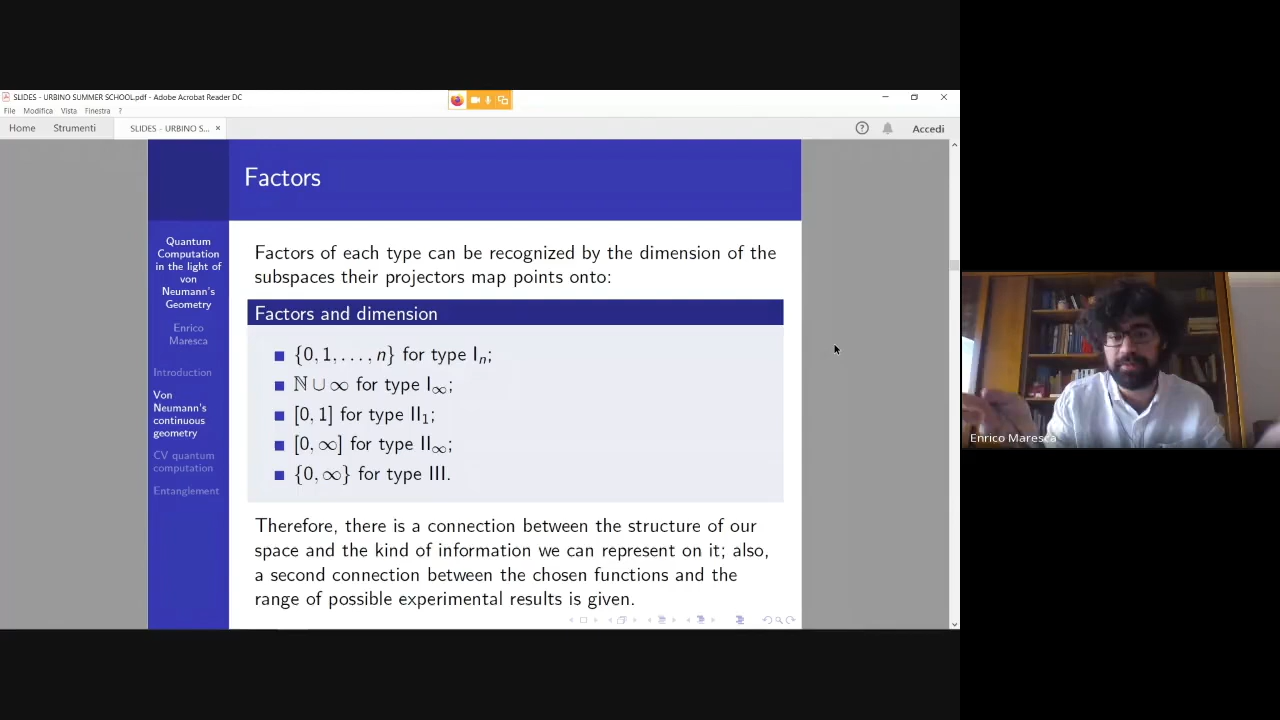 SLIDES - URBINO SUMMER SCHOOL.pdf - Adobe Acrobat Reader DC
File Modifica Vista Finestra ?
Home Strumenti SLIDES - URBINO S... × ? Accedi
Factors
Quantum
Computation
in the light of
von
Neumann's
Geometry
Enrico
Maresca
Introduction
Von
Neumann's
continuous
geometry
CV quantum
computation
Entanglement
Factors of each type can be recognized by the dimension of the
subspaces their projectors map points onto:
Factors and dimension
{0, 1, . . . , n} for type Iₙ;
ℕ ∪ ∞ for type I∞;
[0, 1] for type II₁;
[0, ∞] for type II∞;
{0, ∞} for type III.
Therefore, there is a connection between the structure of our
space and the kind of information we can represent on it; also,
a second connection between the chosen functions and the
range of possible experimental results is given.
Enrico Maresca